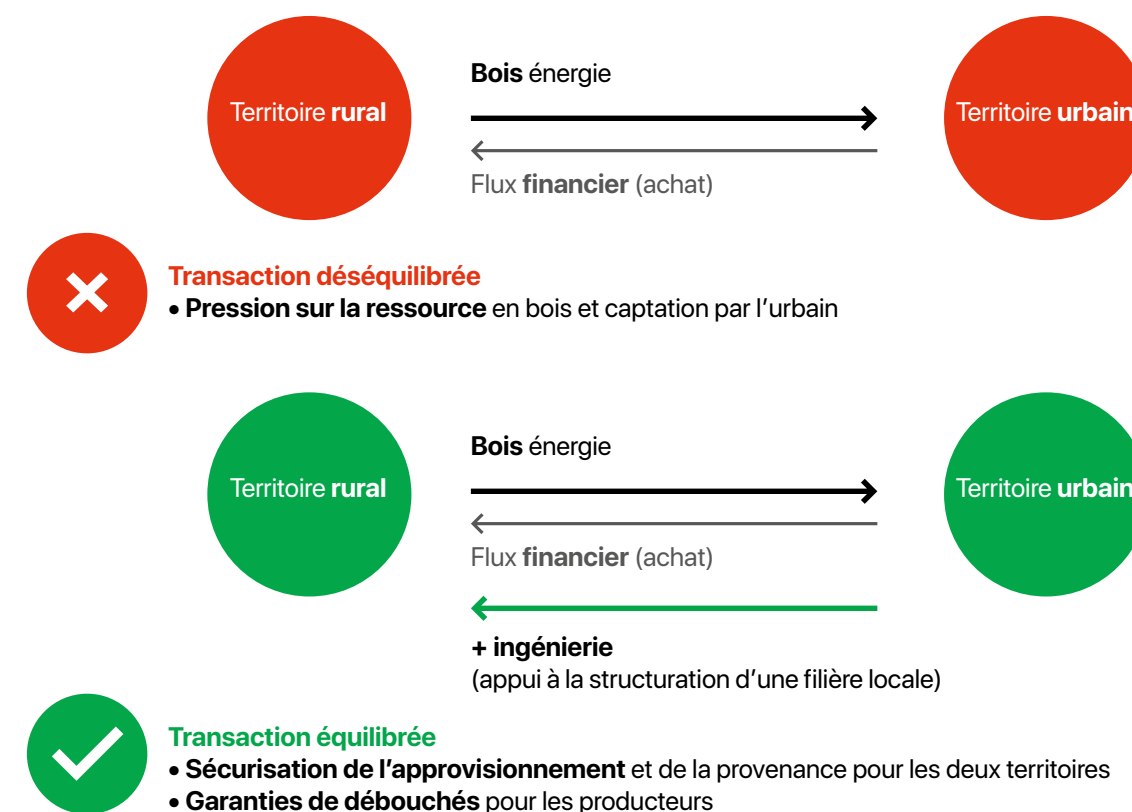 Bois énergie
Territoire rural
Territoire urbain
Flux financier (achat)
Transaction déséquilibrée
• Pression sur la ressource en bois et captation par l’urbain
Bois énergie
Territoire rural
Territoire urbain
Flux financier (achat)
+ ingénierie
(appui à la structuration d’une filière locale)
Transaction équilibrée
• Sécurisation de l’approvisionnement et de la provenance pour les deux territoires
• Garanties de débouchés pour les producteurs